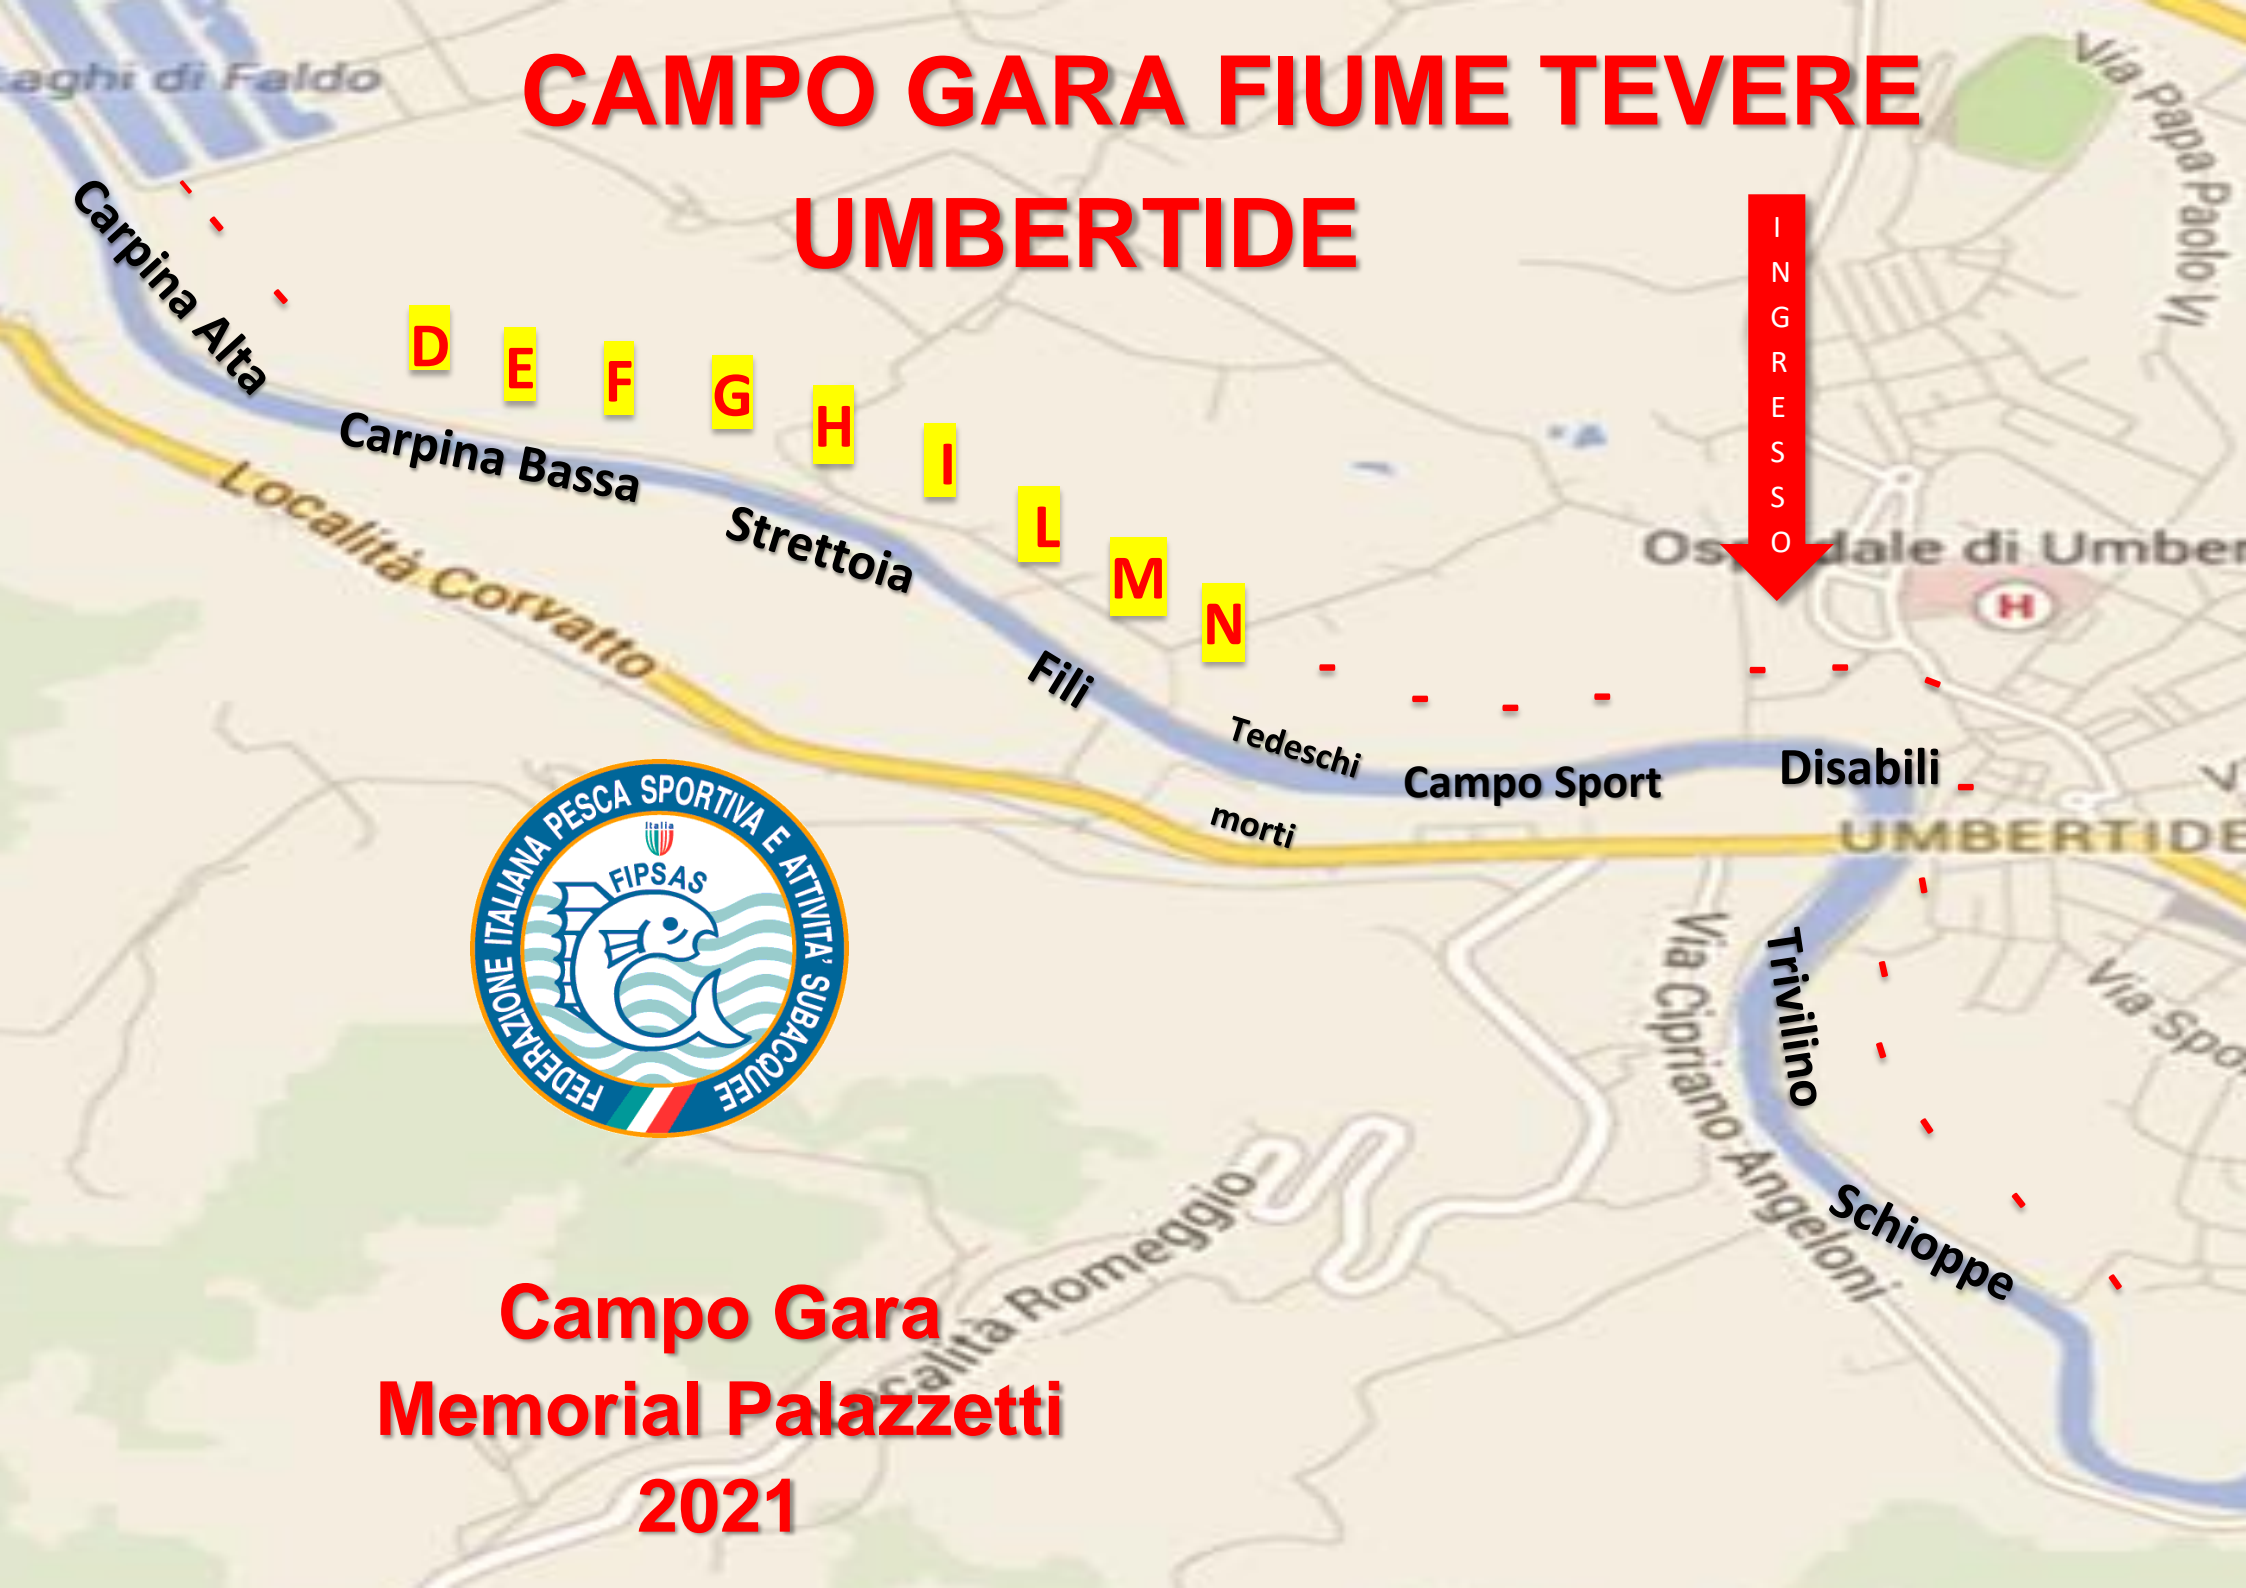 CAMPO GARA FIUME TEVERE
UMBERTIDE
aghi di Faldo
Via Papa Paolo VI
INGRESSO
Carpina Alta
D E F G H I L M N
Carpina Bassa
Località Corvatto
Strettoia
Ospedale di Umber
H
Fili
Tedeschi
morti
Campo Sport
Disabili
UMBERTIDE
FEDERAZIONE ITALIANA PESCA SPORTIVA E ATTIVITA' SUBACQUEE
Italia
FIPSAS
Trivilino
Via Cipriano Angeloni
Via Spo
Schioppe
Località Romeggio
Campo Gara
Memorial Palazzetti
2021